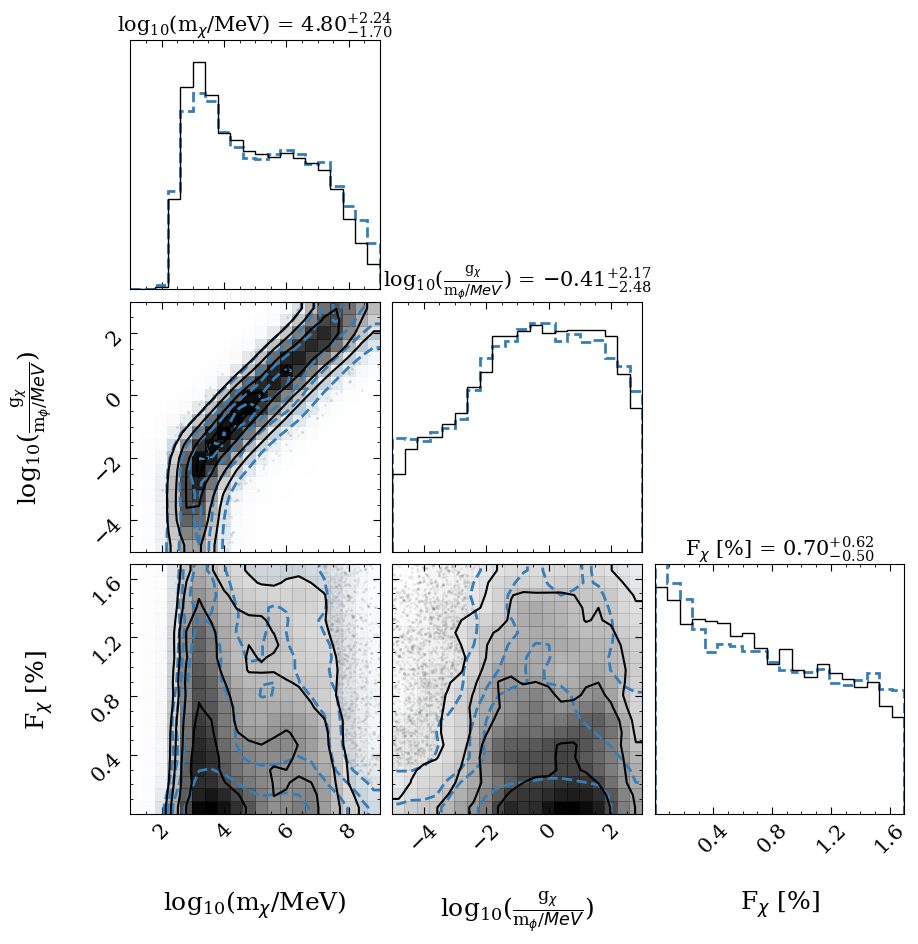 log₁₀(mᵪ/MeV) = 4.80+2.24−1.70
log₁₀(gᵪ/mᵩ/MeV) = −0.41+2.17−2.48
2
0
−2
−4
log₁₀(gᵪ/mᵩ/MeV)
Fᵪ [%] = 0.70+0.62−0.50
1.6
1.2
0.8
0.4
Fᵪ [%]
2 4 6 8
−4 −2 0 2
0.4 0.8 1.2 1.6
log₁₀(mᵪ/MeV)
log₁₀(gᵪ/mᵩ/MeV)
Fᵪ [%]